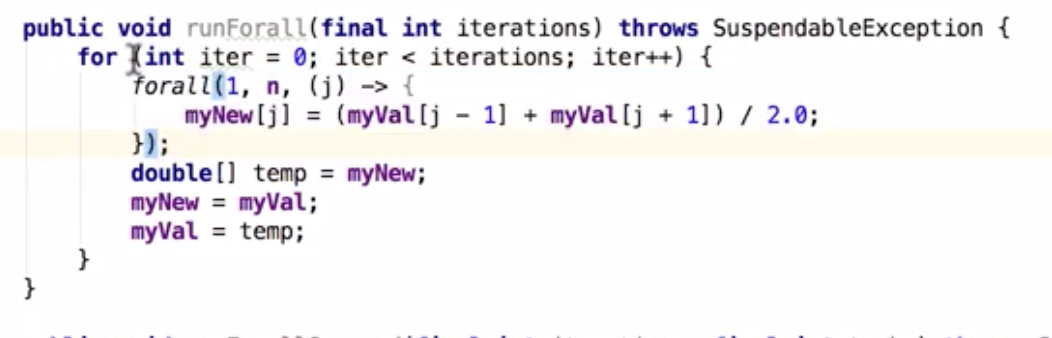 public void runForall(final int iterations) throws SuspendableException {
for (int iter = 0; iter < iterations; iter++) {
forall(1, n, (j) -> {
myNew[j] = (myVal[j - 1] + myVal[j + 1]) / 2.0;
});
double[] temp = myNew;
myNew = myVal;
myVal = temp;
}
}